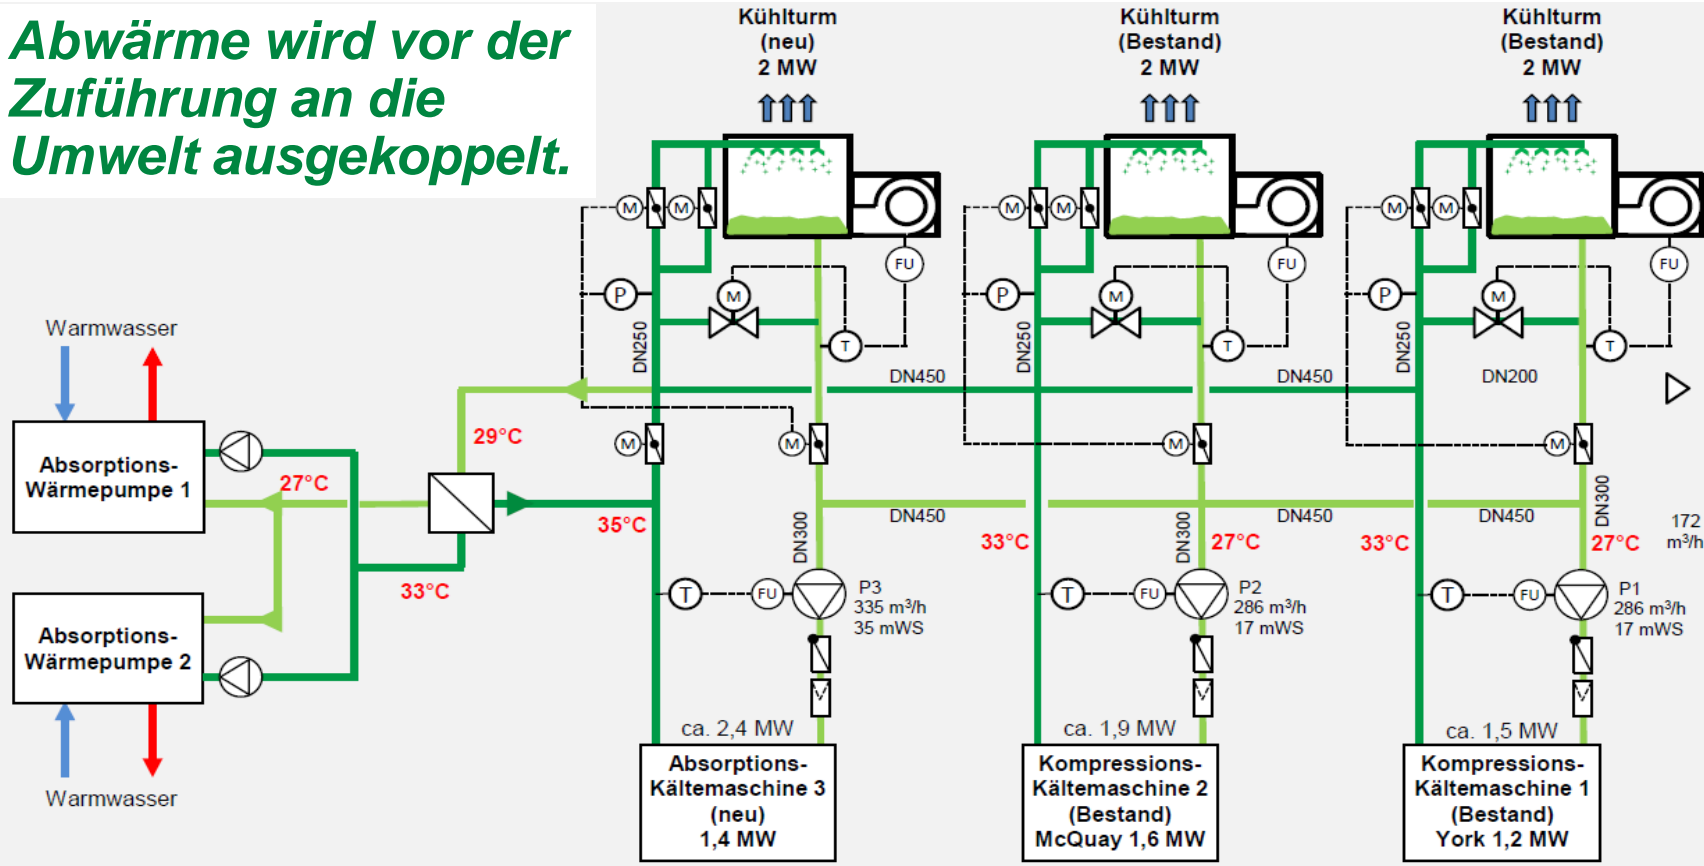 Abwärme wird vor der
Zuführung an die
Umwelt ausgekoppelt.
Kühlturm
(neu)
2 MW
Kühlturm
(Bestand)
2 MW
Kühlturm
(Bestand)
2 MW
M
M
M
M
M
M
FU
FU
FU
P
M
P
M
P
M
T
T
T
DN250
DN250
DN250
DN450
DN450
DN200
Warmwasser
29°C
M
M
M
M
Absorptions-
Wärmepumpe 1
27°C
35°C
33°C
DN450
DN450
DN450
DN300
DN300
DN300
33°C
27°C
33°C
27°C
172
m³/h
T
FU
P3
335 m³/h
35 mWS
T
FU
P2
286 m³/h
17 mWS
T
FU
P1
286 m³/h
17 mWS
Absorptions-
Wärmepumpe 2
Warmwasser
ca. 2,4 MW
ca. 1,9 MW
ca. 1,5 MW
Absorptions-
Kältemaschine 3
(neu)
1,4 MW
Kompressions-
Kältemaschine 2
(Bestand)
McQuay 1,6 MW
Kompressions-
Kältemaschine 1
(Bestand)
York 1,2 MW